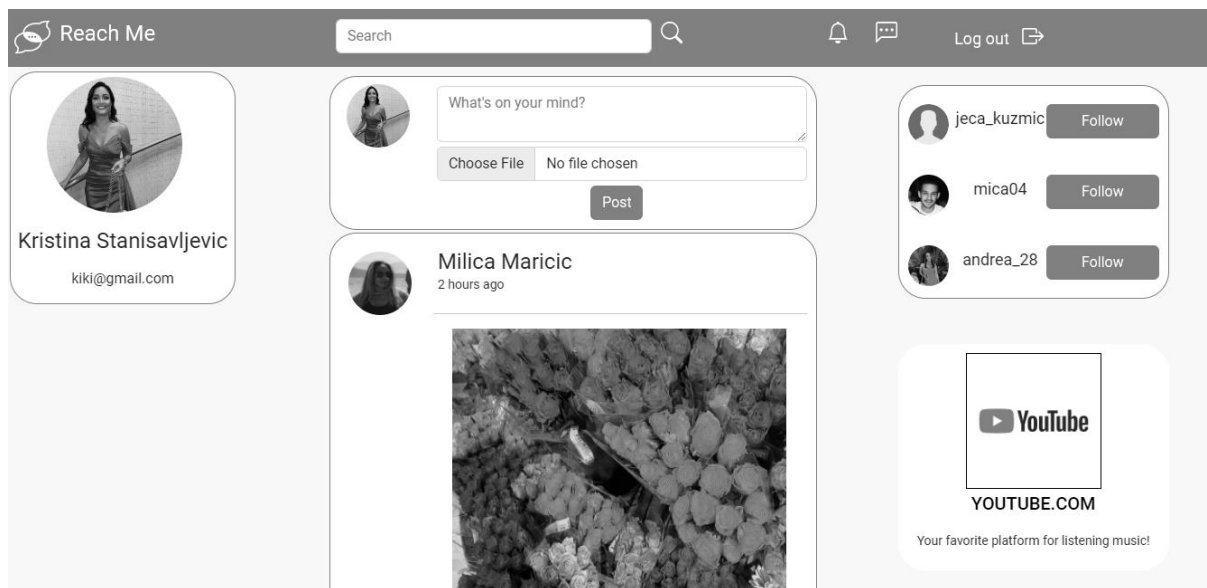 Reach Me
Search
Log out
Kristina Stanisavljevic
kiki@gmail.com
What's on your mind?
Choose File No file chosen
Post
Milica Maricic
2 hours ago
jeca_kuzmic Follow
mica04 Follow
andrea_28 Follow
YouTube
YOUTUBE.COM
Your favorite platform for listening music!